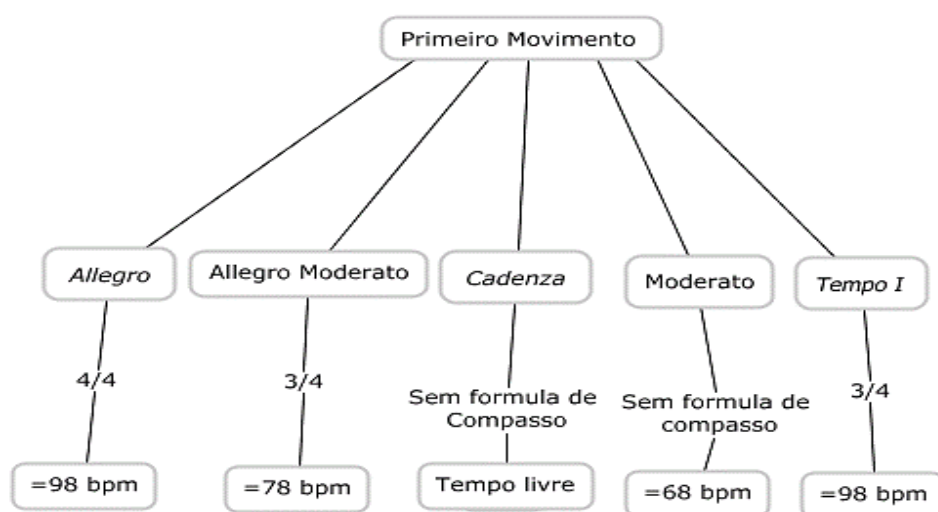 Primeiro Movimento
Allegro
Allegro Moderato
Cadenza
Moderato
Tempo I
4/4
3/4
Sem formula de
Compasso
Sem formula de
compasso
3/4
=98 bpm
=78 bpm
Tempo livre
=68 bpm
=98 bpm